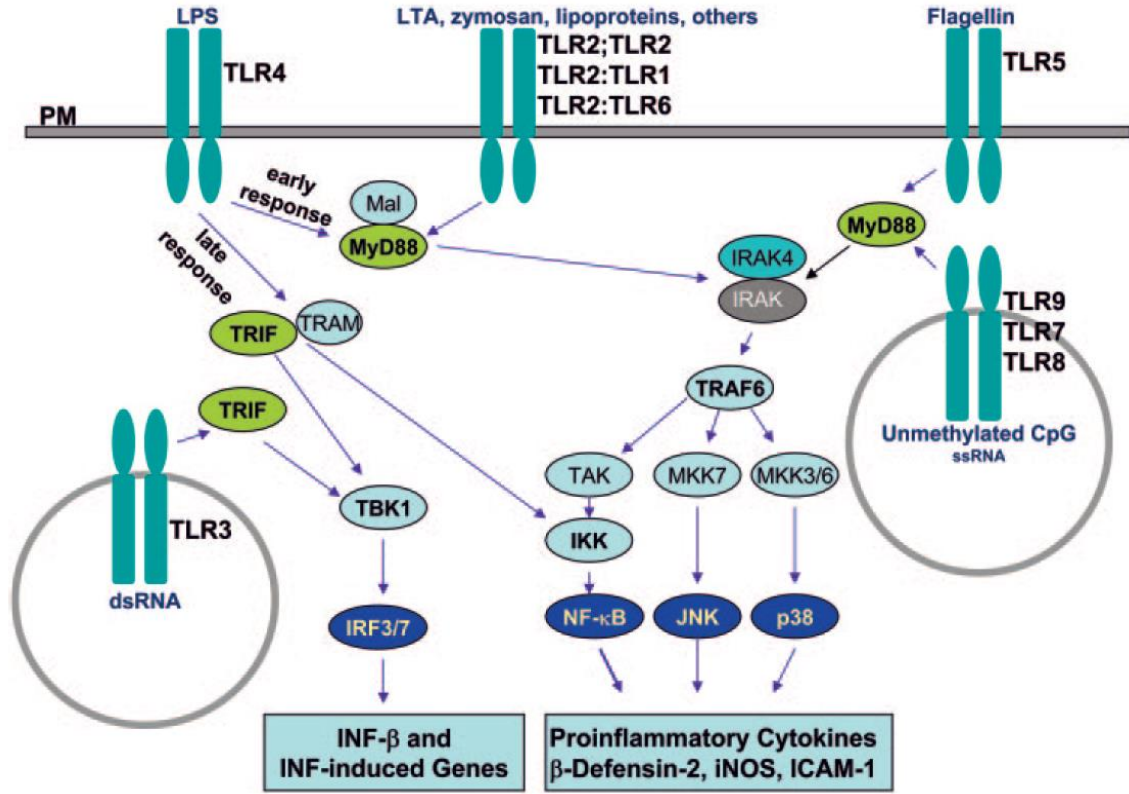 LPS
LTA, zymosan, lipoproteins, others
Flagellin
TLR4
TLR2;TLR2
TLR2:TLR1
TLR2:TLR6
TLR5
PM
early
response
Mal
MyD88
MyD88
late
response
IRAK4
IRAK
TRIF
TRAM
TLR9
TLR7
TLR8
TRAF6
TRIF
Unmethylated CpG
ssRNA
TAK
MKK7
MKK3/6
TBK1
TLR3
IKK
dsRNA
IRF3/7
NF-κB
JNK
p38
INF-β and
INF-induced Genes
Proinflammatory Cytokines
β-Defensin-2, iNOS, ICAM-1